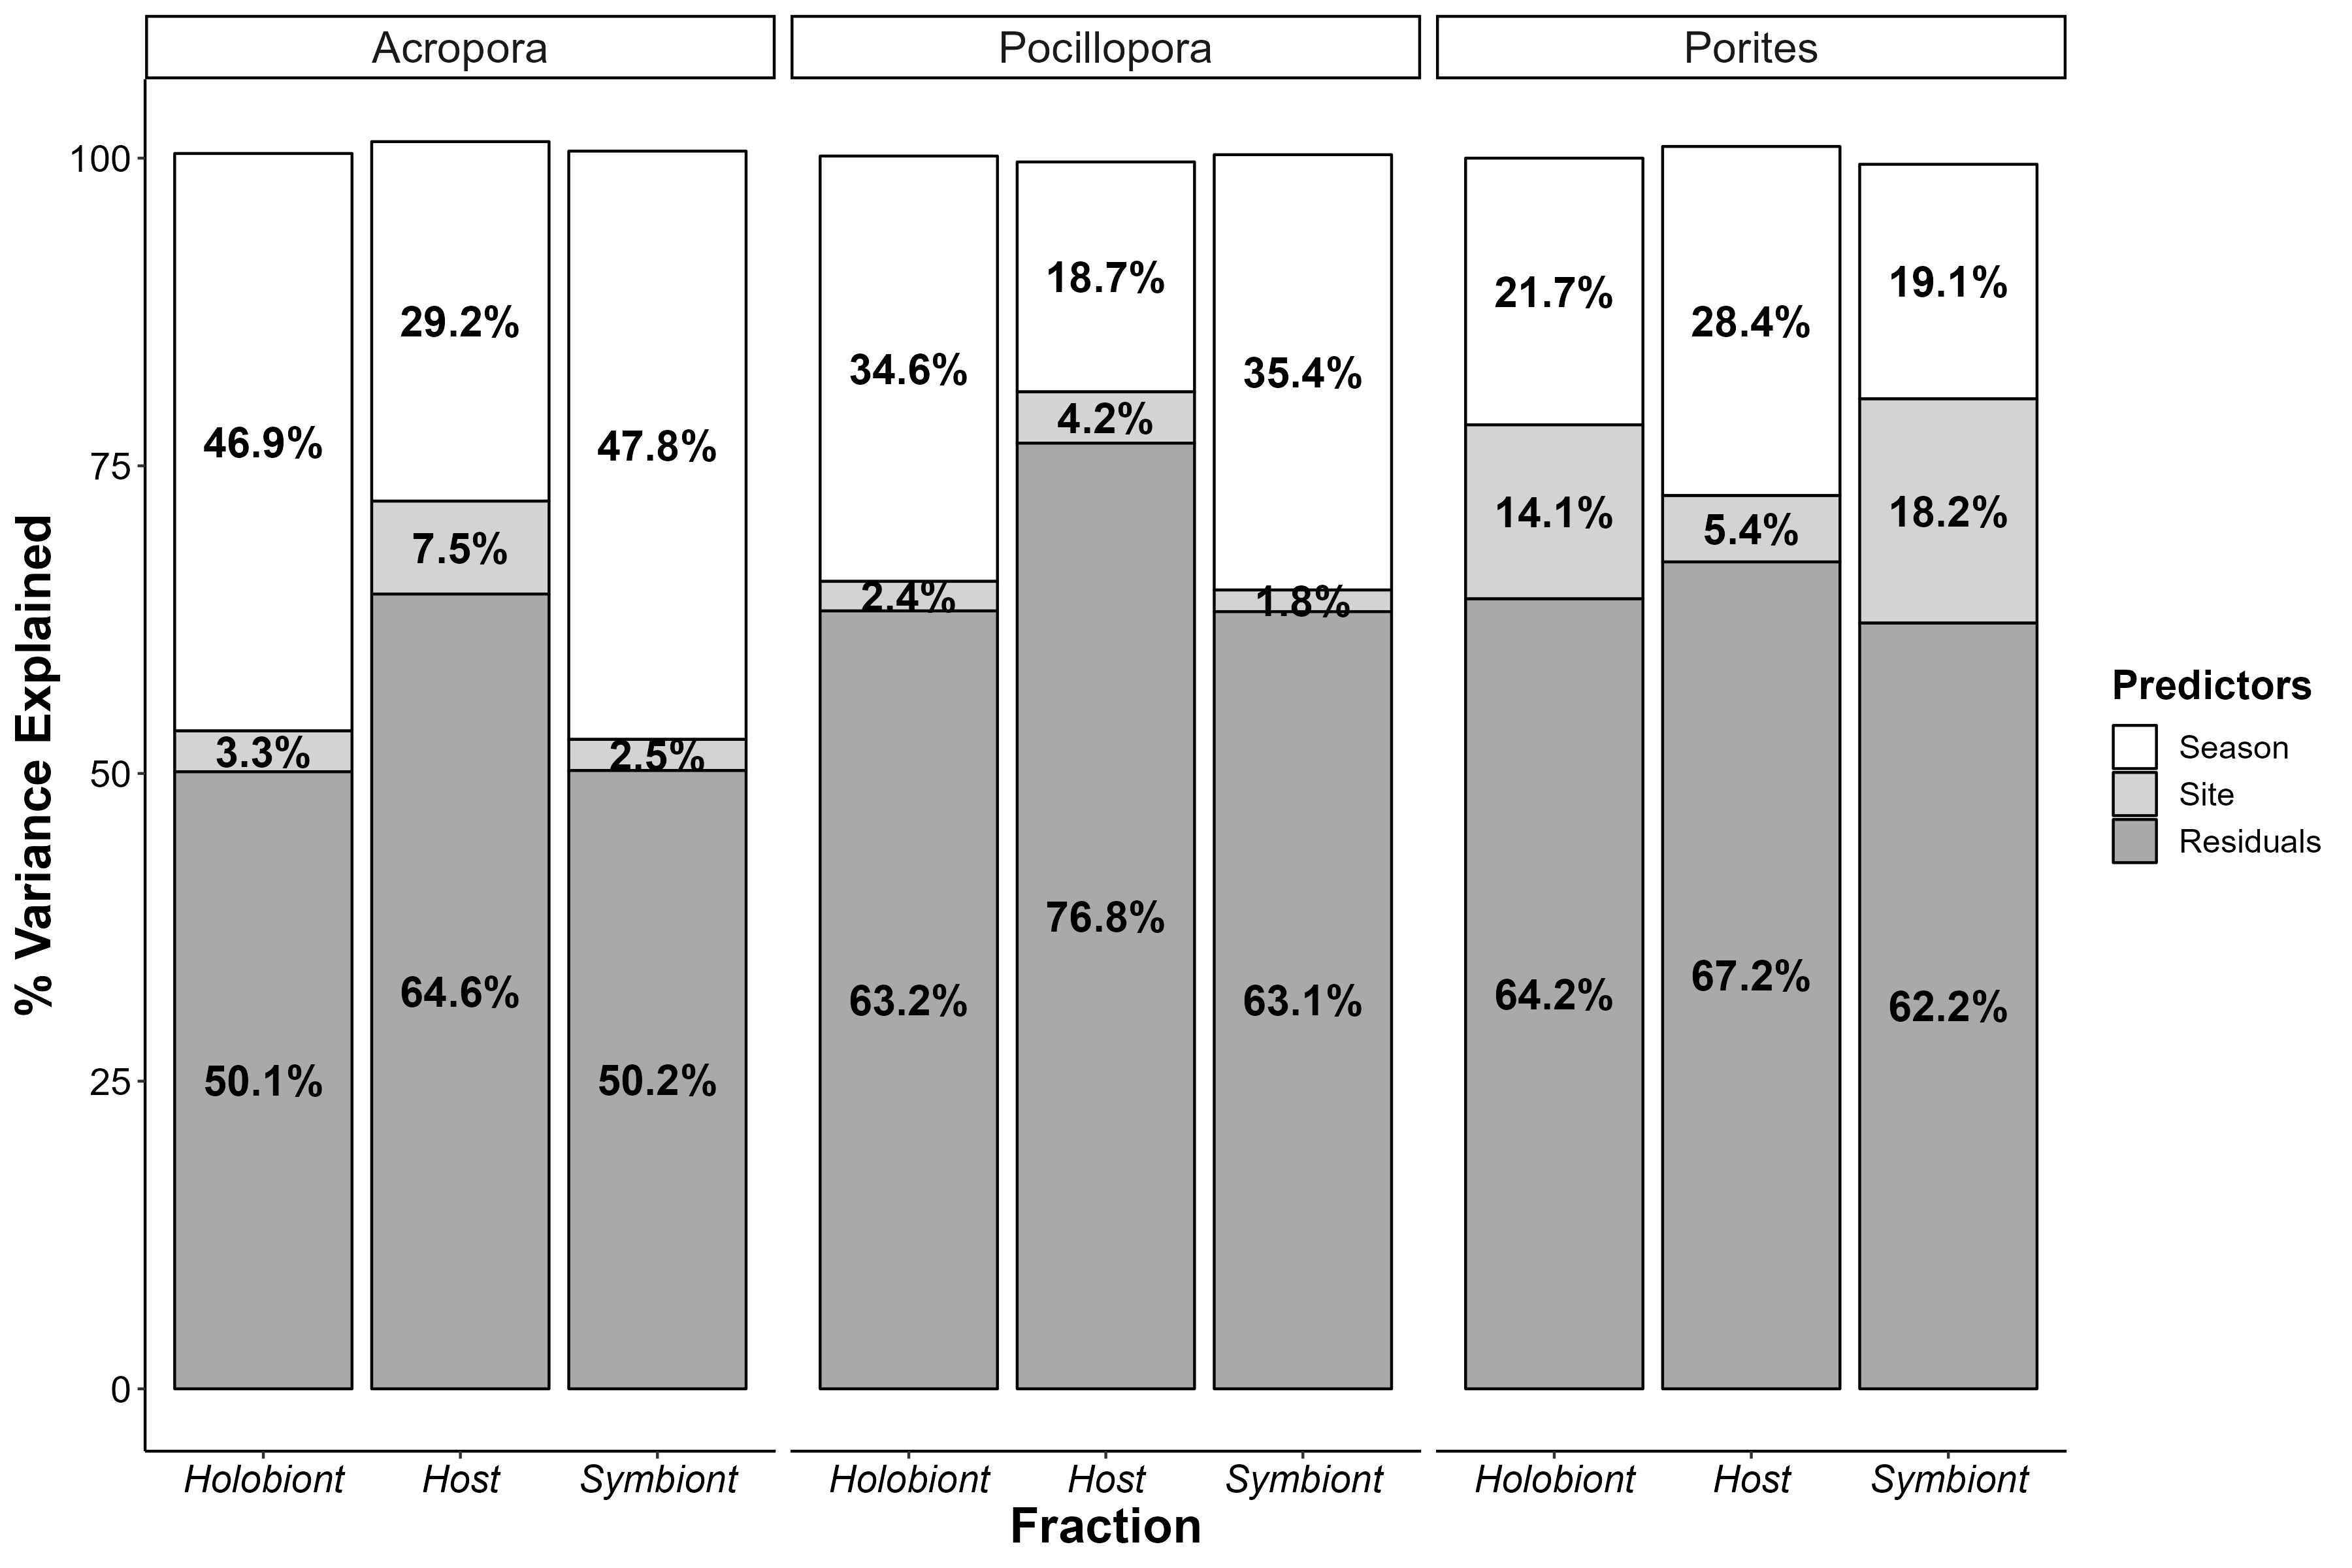 Acropora Pocillopora Porites
% Variance Explained
100
75
50
25
0
46.9% 29.2% 47.8%
3.3% 7.5% 2.5%
50.1% 64.6% 50.2%
34.6% 18.7% 35.4%
2.4% 4.2% 1.8%
63.2% 76.8% 63.1%
21.7% 28.4% 19.1%
14.1% 5.4% 18.2%
64.2% 67.2% 62.2%
Holobiont Host Symbiont Holobiont Host Symbiont Holobiont Host Symbiont
Fraction
Predictors
Season
Site
Residuals